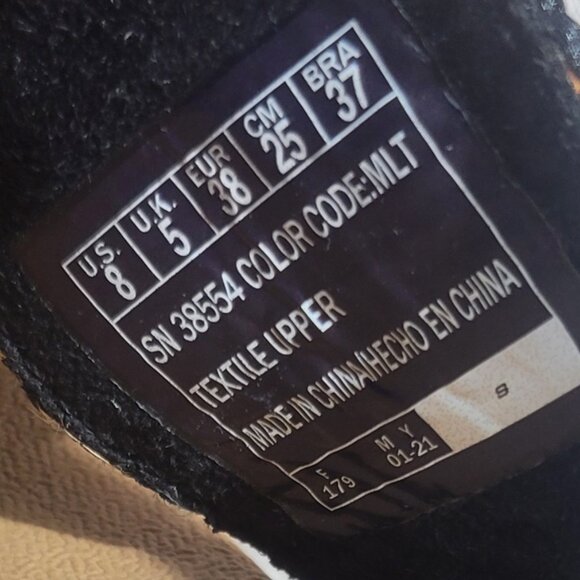 U.S. U.K. EUR CM BRA
8 5 38 25 37
SN 38554 COLOR CODE:MLT
TEXTILE UPPER
MADE IN CHINA/HECHO EN CHINA
F M Y S
179 01-21